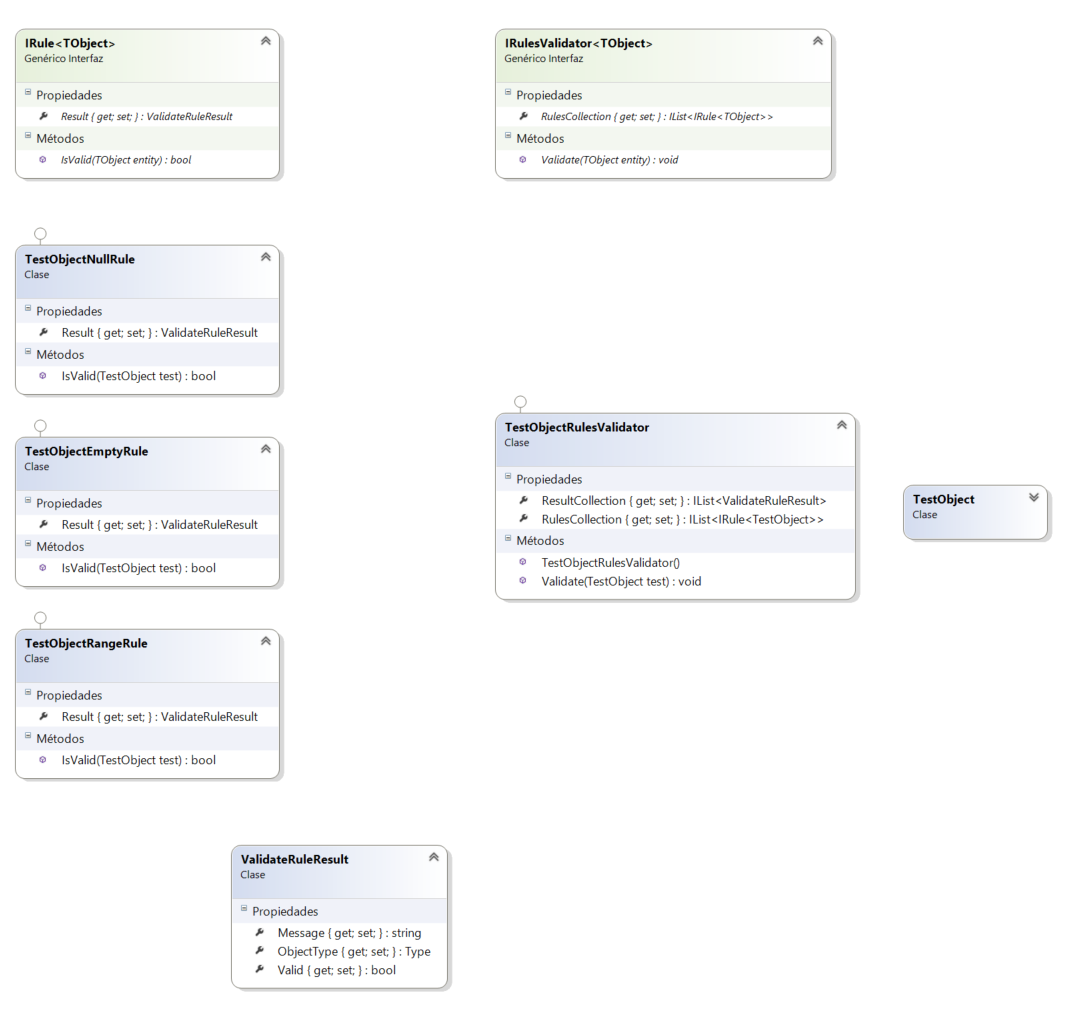 IRule<TObject>
Genérico Interfaz
Propiedades
Result { get; set; } : ValidateRuleResult
Métodos
IsValid(TObject entity) : bool
IRulesValidator<TObject>
Genérico Interfaz
Propiedades
RulesCollection { get; set; } : IList<IRule<TObject>>
Métodos
Validate(TObject entity) : void
TestObjectNullRule
Clase
Propiedades
Result { get; set; } : ValidateRuleResult
Métodos
IsValid(TestObject test) : bool
TestObjectEmptyRule
Clase
Propiedades
Result { get; set; } : ValidateRuleResult
Métodos
IsValid(TestObject test) : bool
TestObjectRangeRule
Clase
Propiedades
Result { get; set; } : ValidateRuleResult
Métodos
IsValid(TestObject test) : bool
TestObjectRulesValidator
Clase
Propiedades
ResultCollection { get; set; } : IList<ValidateRuleResult>
RulesCollection { get; set; } : IList<IRule<TestObject>>
Métodos
TestObjectRulesValidator()
Validate(TestObject test) : void
TestObject
Clase
ValidateRuleResult
Clase
Propiedades
Message { get; set; } : string
ObjectType { get; set; } : Type
Valid { get; set; } : bool